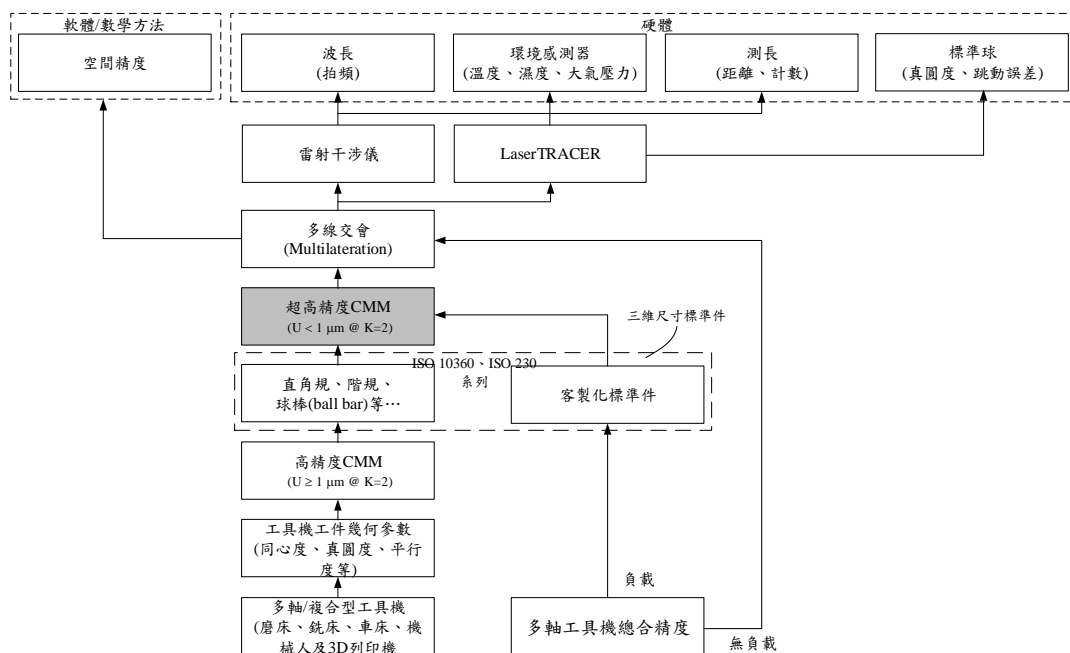 軟體/數學方法
硬體
空間精度
波長
(拍頻)
環境感測器
(溫度、濕度、大氣壓力)
測長
(距離、計數)
標準球
(真圓度、跳動誤差)
雷射干涉儀
LaserTRACER
多線交會
(Multilateration)
超高精度CMM
(U < 1 μm @ K=2)
三維尺寸標準件
ISO 10360、ISO 230
系列
直角規、階規、
球棒(ball bar)等…
客製化標準件
高精度CMM
(U ≥ 1 μm @ K=2)
工具機工件幾何參數
(同心度、真圓度、平行
度等)
負載
多軸/複合型工具機
(磨床、銑床、車床、機
械人及3D列印機
多軸工具機總合精度
無負載